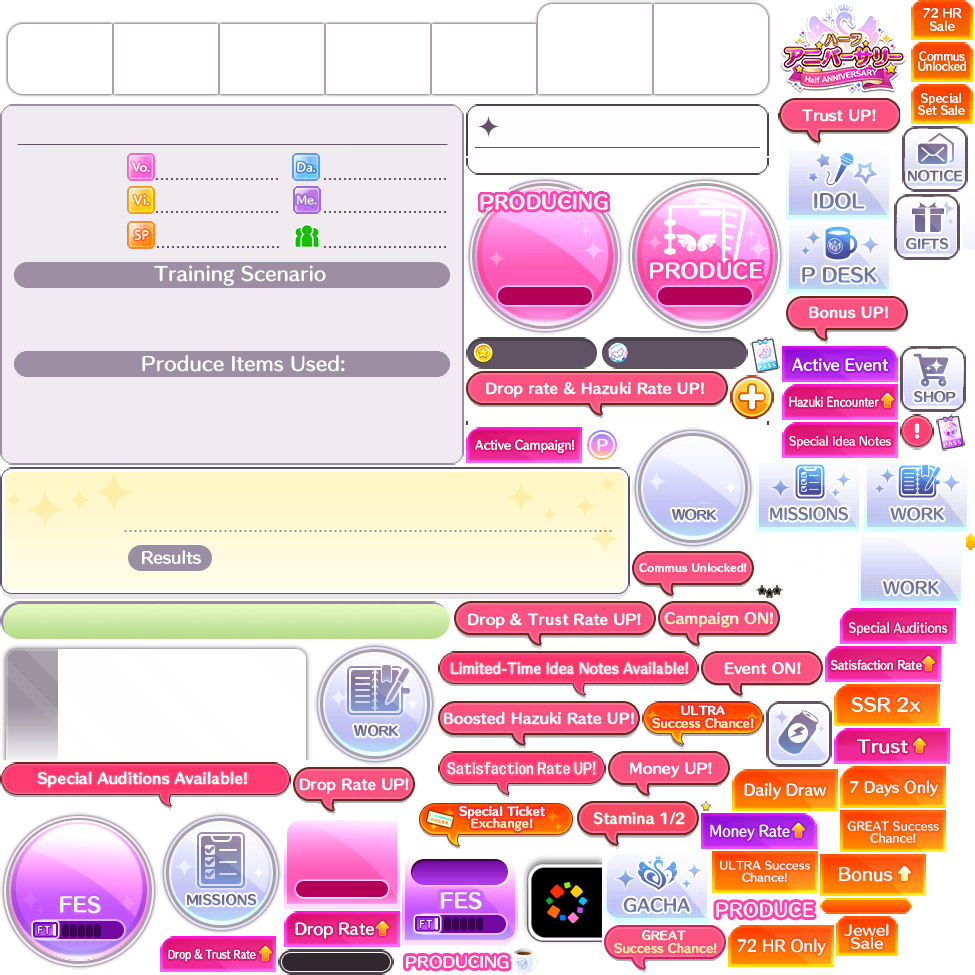 ハーフ
アニバーサリー
Half ANNIVERSARY
72 HR
Sale
Commus
Unlocked
Special
Set Sale
Trust UP!
NOTICE
IDOL
GIFTS
P DESK
Bonus UP!
Vo.
Da.
Vi.
Me.
SP
Training Scenario
Produce Items Used:
PRODUCING
PRODUCE
PASS
Drop rate & Hazuki Rate UP!
Active Event
Hazuki Encounter
SHOP
Special Idea Notes
PASS
Active Campaign!
P
WORK
MISSIONS
WORK
WORK
Results
Commus Unlocked!
Drop & Trust Rate UP!
Campaign ON!
Special Auditions
Limited-Time Idea Notes Available!
Event ON!
Satisfaction Rate
WORK
Boosted Hazuki Rate UP!
ULTRA
Success Chance!
SSR 2x
Trust
Satisfaction Rate UP!
Money UP!
Special Auditions Available!
Drop Rate UP!
Daily Draw
7 Days Only
Special Ticket
Exchange!
Stamina 1/2
Money Rate
GREAT Success
Chance!
FES
FT
MISSIONS
Drop Rate
FES
FT
GACHA
ULTRA Success
Chance!
Bonus
PRODUCE
Drop & Trust Rate
PRODUCING
GREAT
Success Chance!
72 HR Only
Jewel
Sale